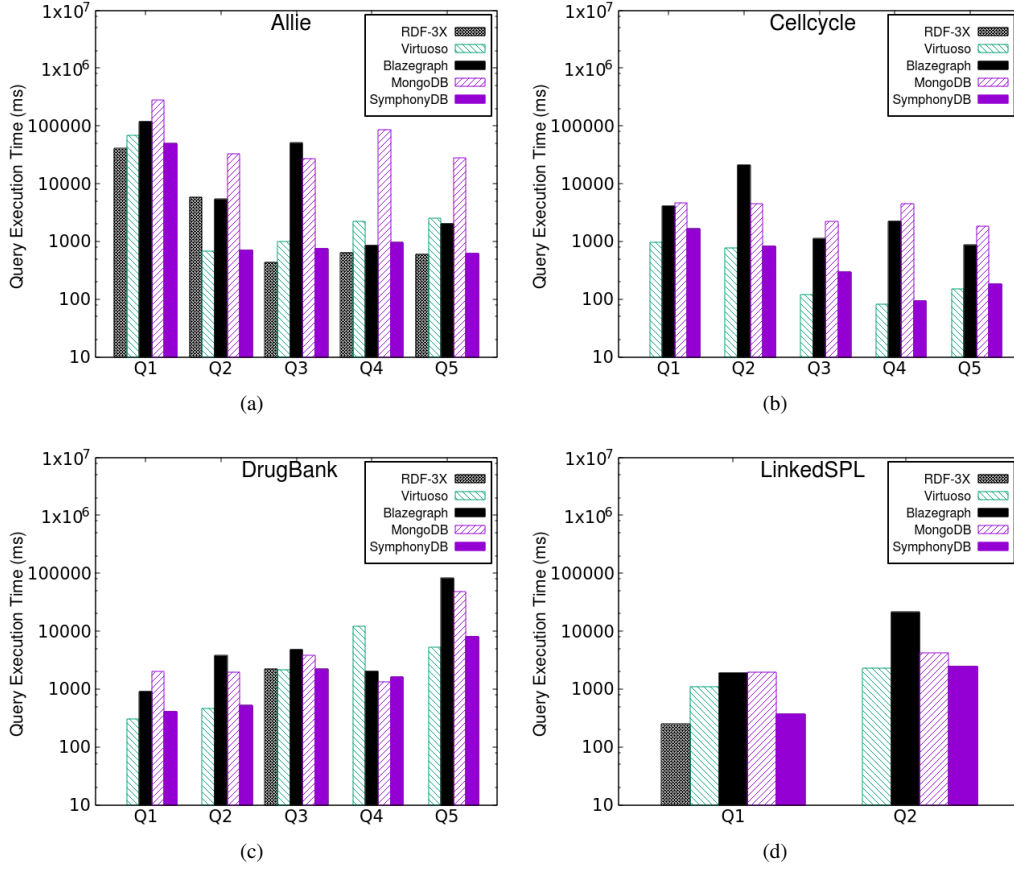 Allie
Query Execution Time (ms)
1x10^7
1x10^6
100000
10000
1000
100
10
RDF-3X
Virtuoso
Blazegraph
MongoDB
SymphonyDB
Q1 Q2 Q3 Q4 Q5
(a)
Cellcycle
Query Execution Time (ms)
1x10^7
1x10^6
100000
10000
1000
100
10
RDF-3X
Virtuoso
Blazegraph
MongoDB
SymphonyDB
Q1 Q2 Q3 Q4 Q5
(b)
DrugBank
Query Execution Time (ms)
1x10^7
1x10^6
100000
10000
1000
100
10
RDF-3X
Virtuoso
Blazegraph
MongoDB
SymphonyDB
Q1 Q2 Q3 Q4 Q5
(c)
LinkedSPL
Query Execution Time (ms)
1x10^7
1x10^6
100000
10000
1000
100
10
RDF-3X
Virtuoso
Blazegraph
MongoDB
SymphonyDB
Q1 Q2
(d)